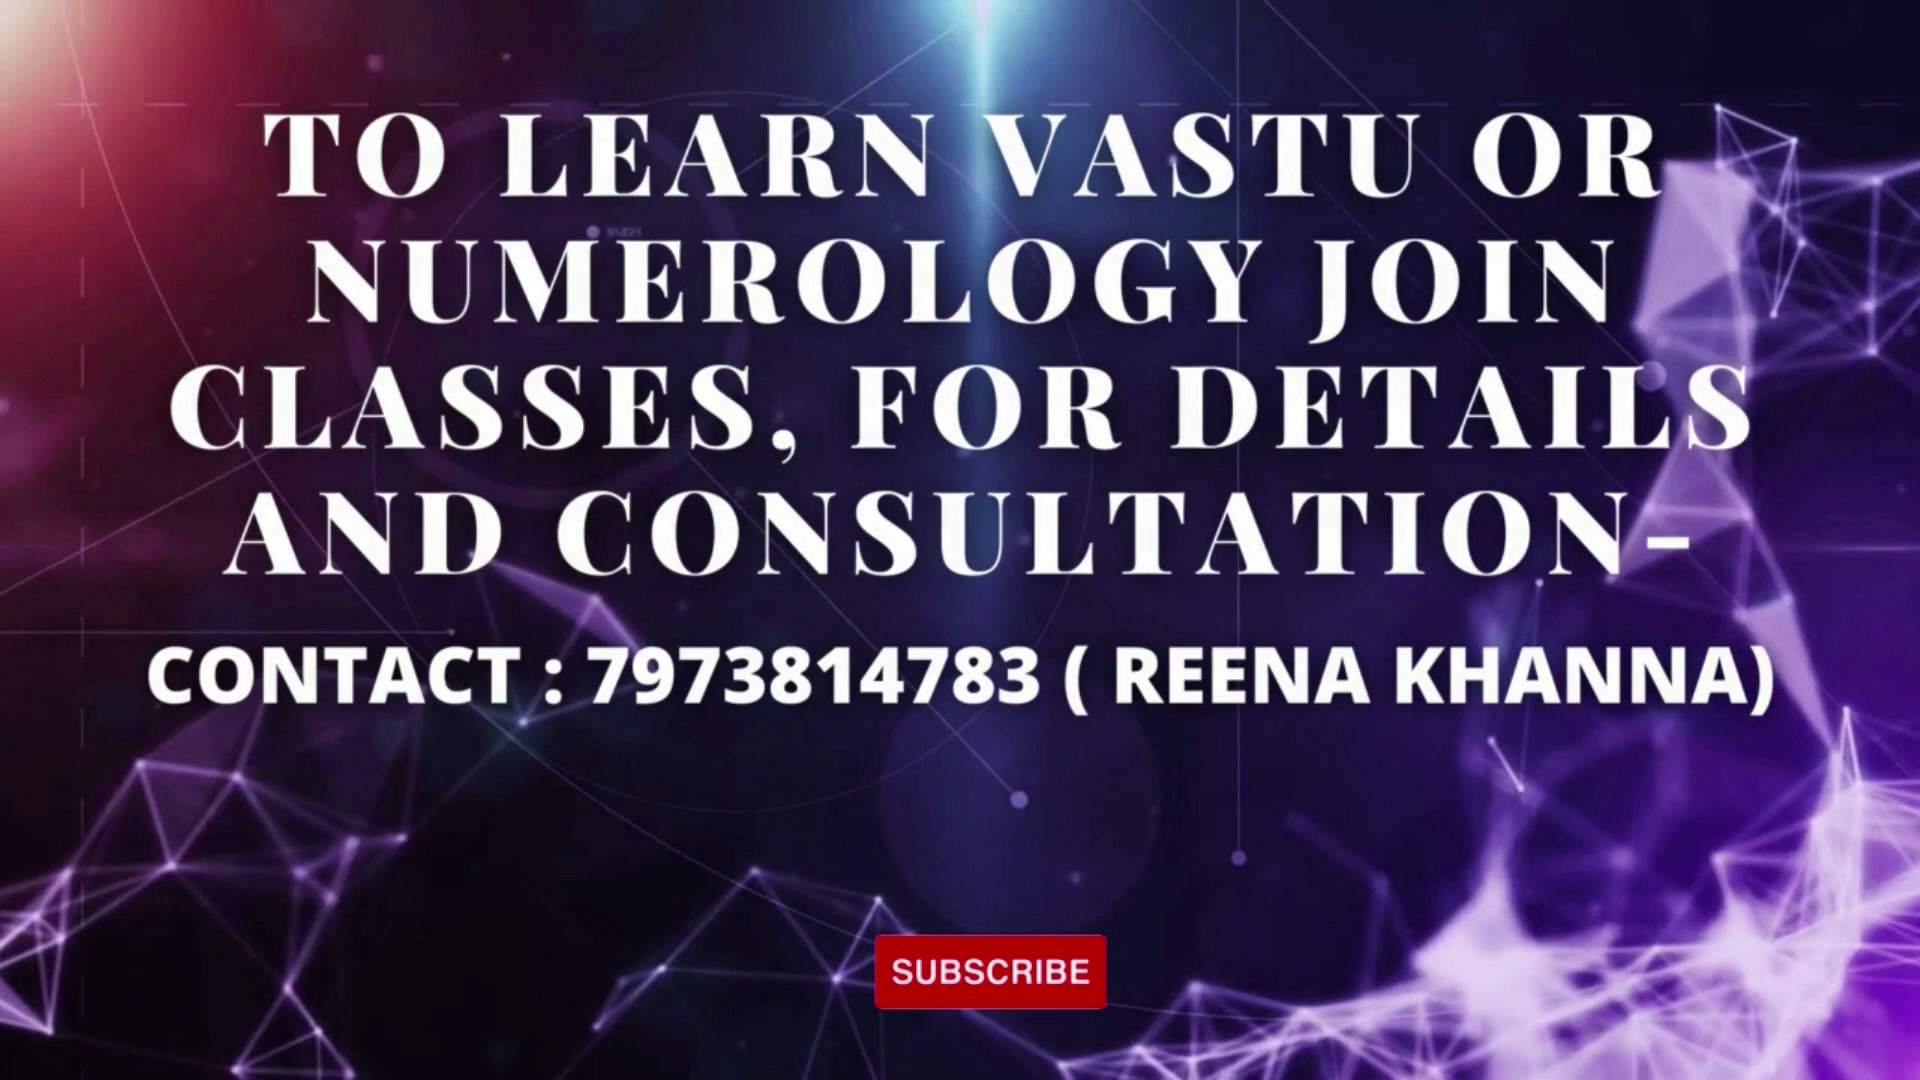 TO LEARN VASTU OR
NUMEROLOGY JOIN
CLASSES, FOR DETAILS
AND CONSULTATION-
CONTACT : 7973814783 ( REENA KHANNA)
SUBSCRIBE